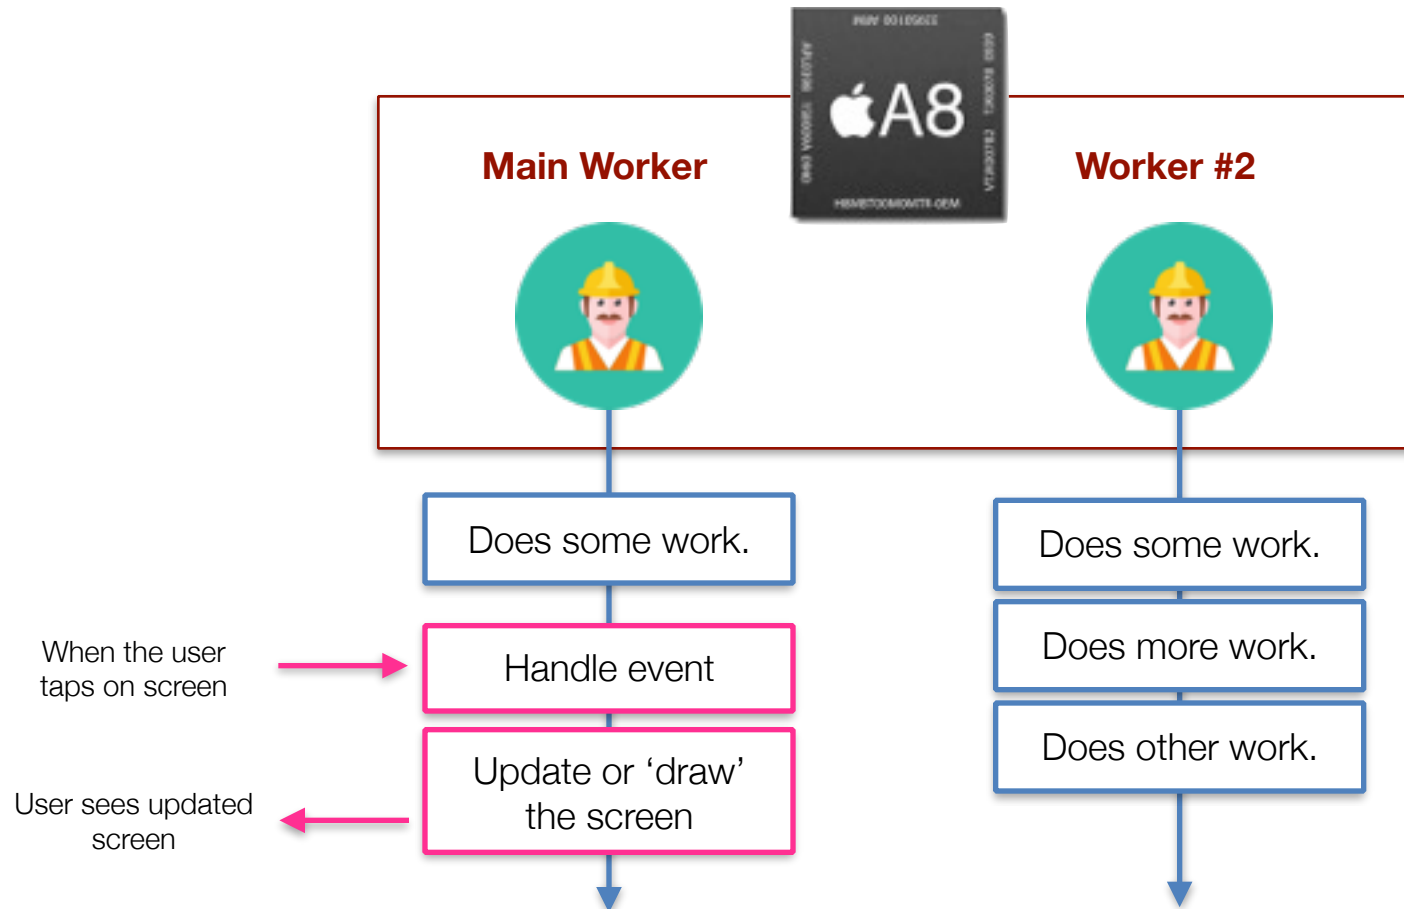 A8
Main Worker
Worker #2
Does some work.
Does some work.
When the user
taps on screen
Handle event
Does more work.
Update or ‘draw’
the screen
Does other work.
User sees updated
screen